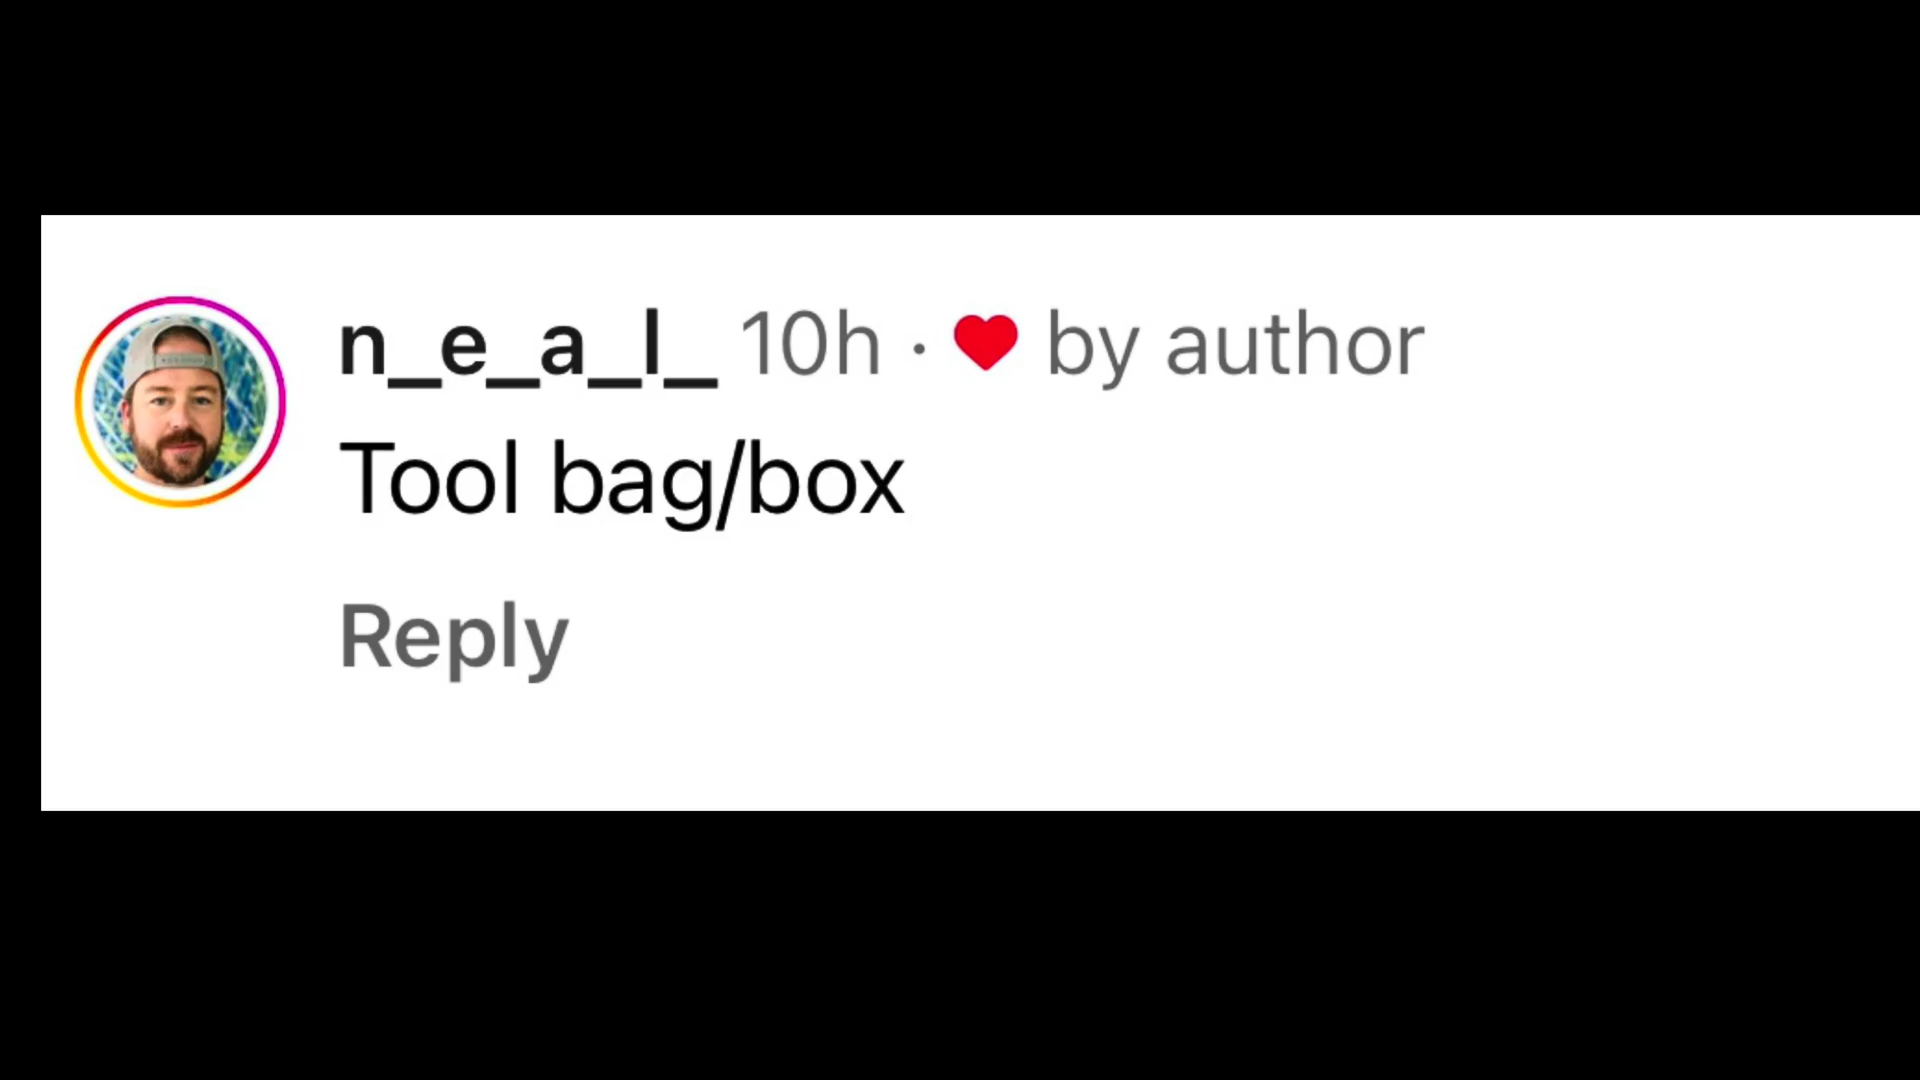 n_e_a_l_ 10h · ❤️ by author
Tool bag/box
Reply